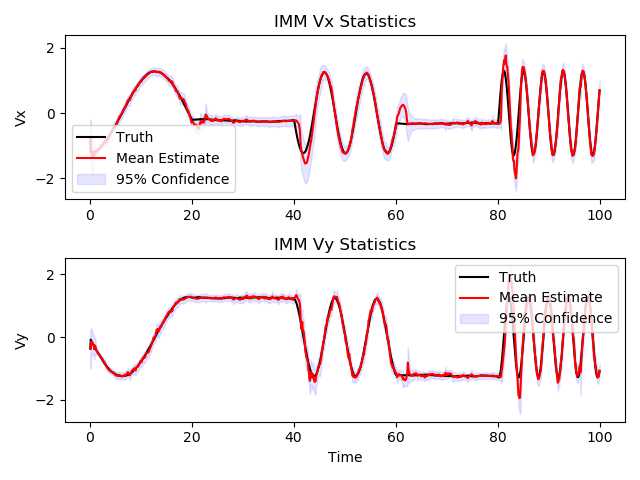 IMM Vx Statistics
Vx
2
0
−2
Truth
Mean Estimate
95% Confidence
0 20 40 60 80 100
IMM Vy Statistics
Vy
2
0
−2
Truth
Mean Estimate
95% Confidence
0 20 40 60 80 100
Time